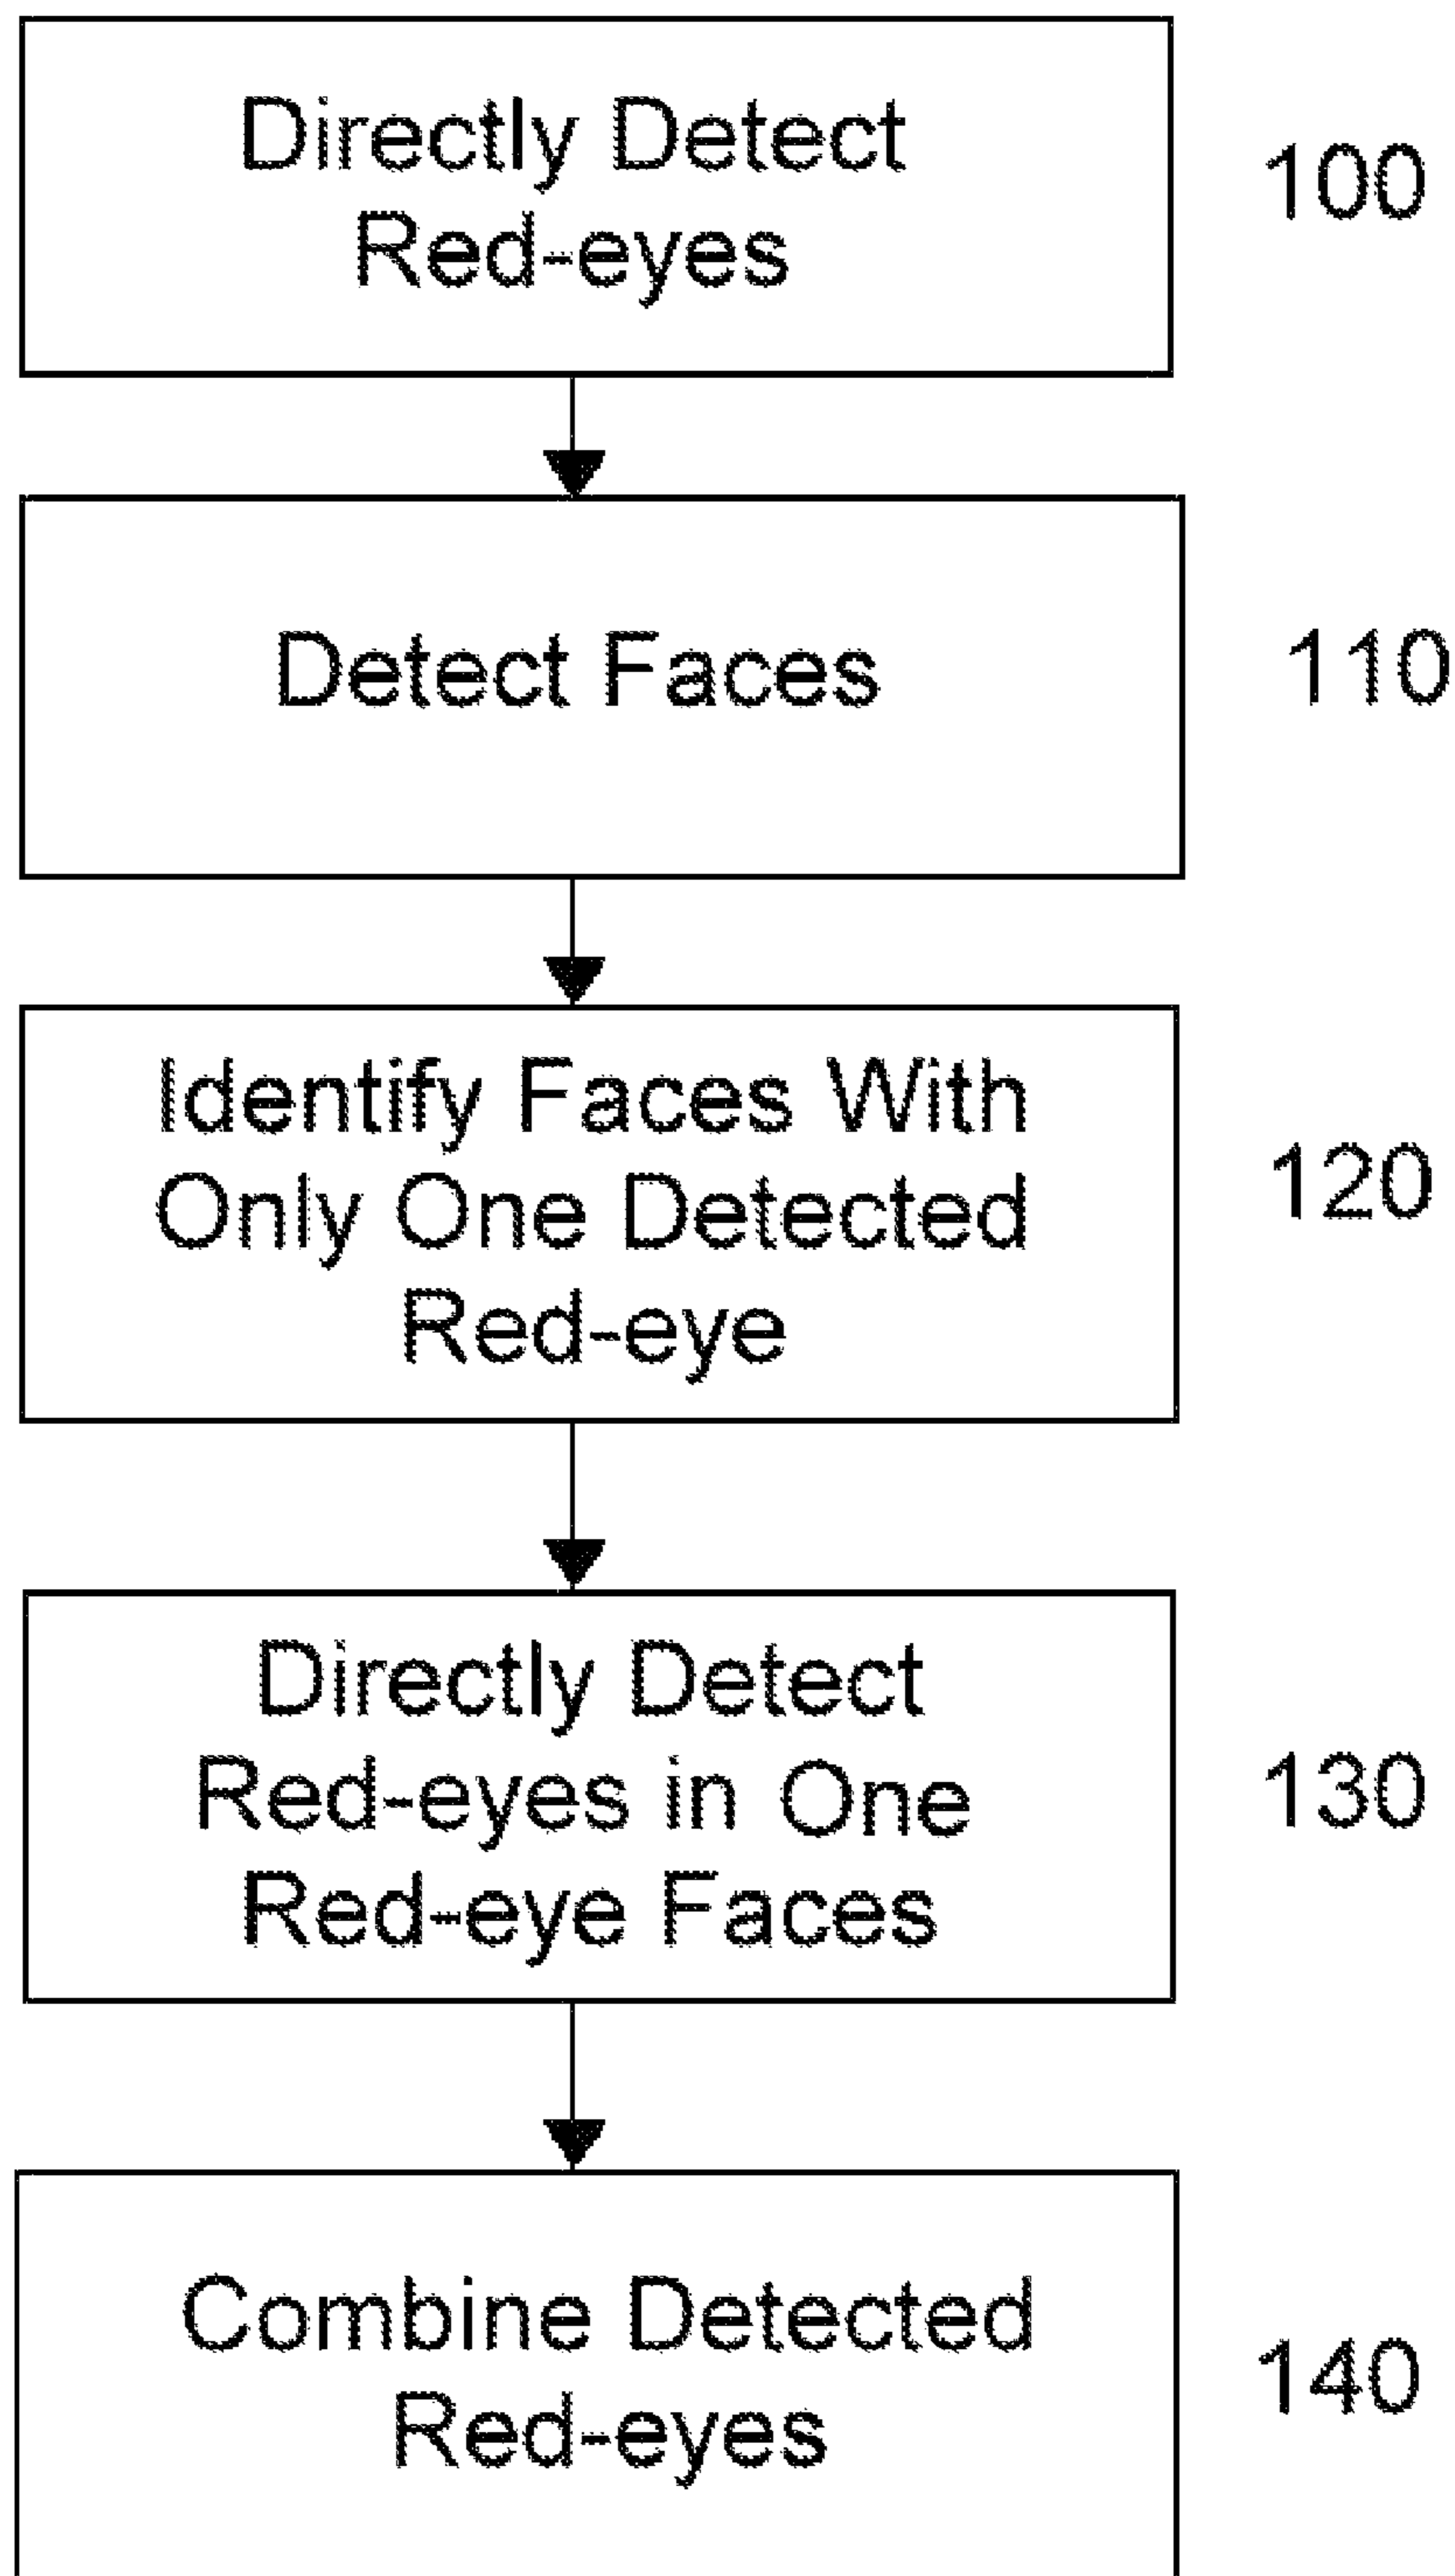 Directly Detect
Red-eyes
100
Detect Faces
110
Identify Faces With
Only One Detected
Red-eye
120
Directly Detect
Red-eyes in One
Red-eye Faces
130
Combine Detected
Red-eyes
140